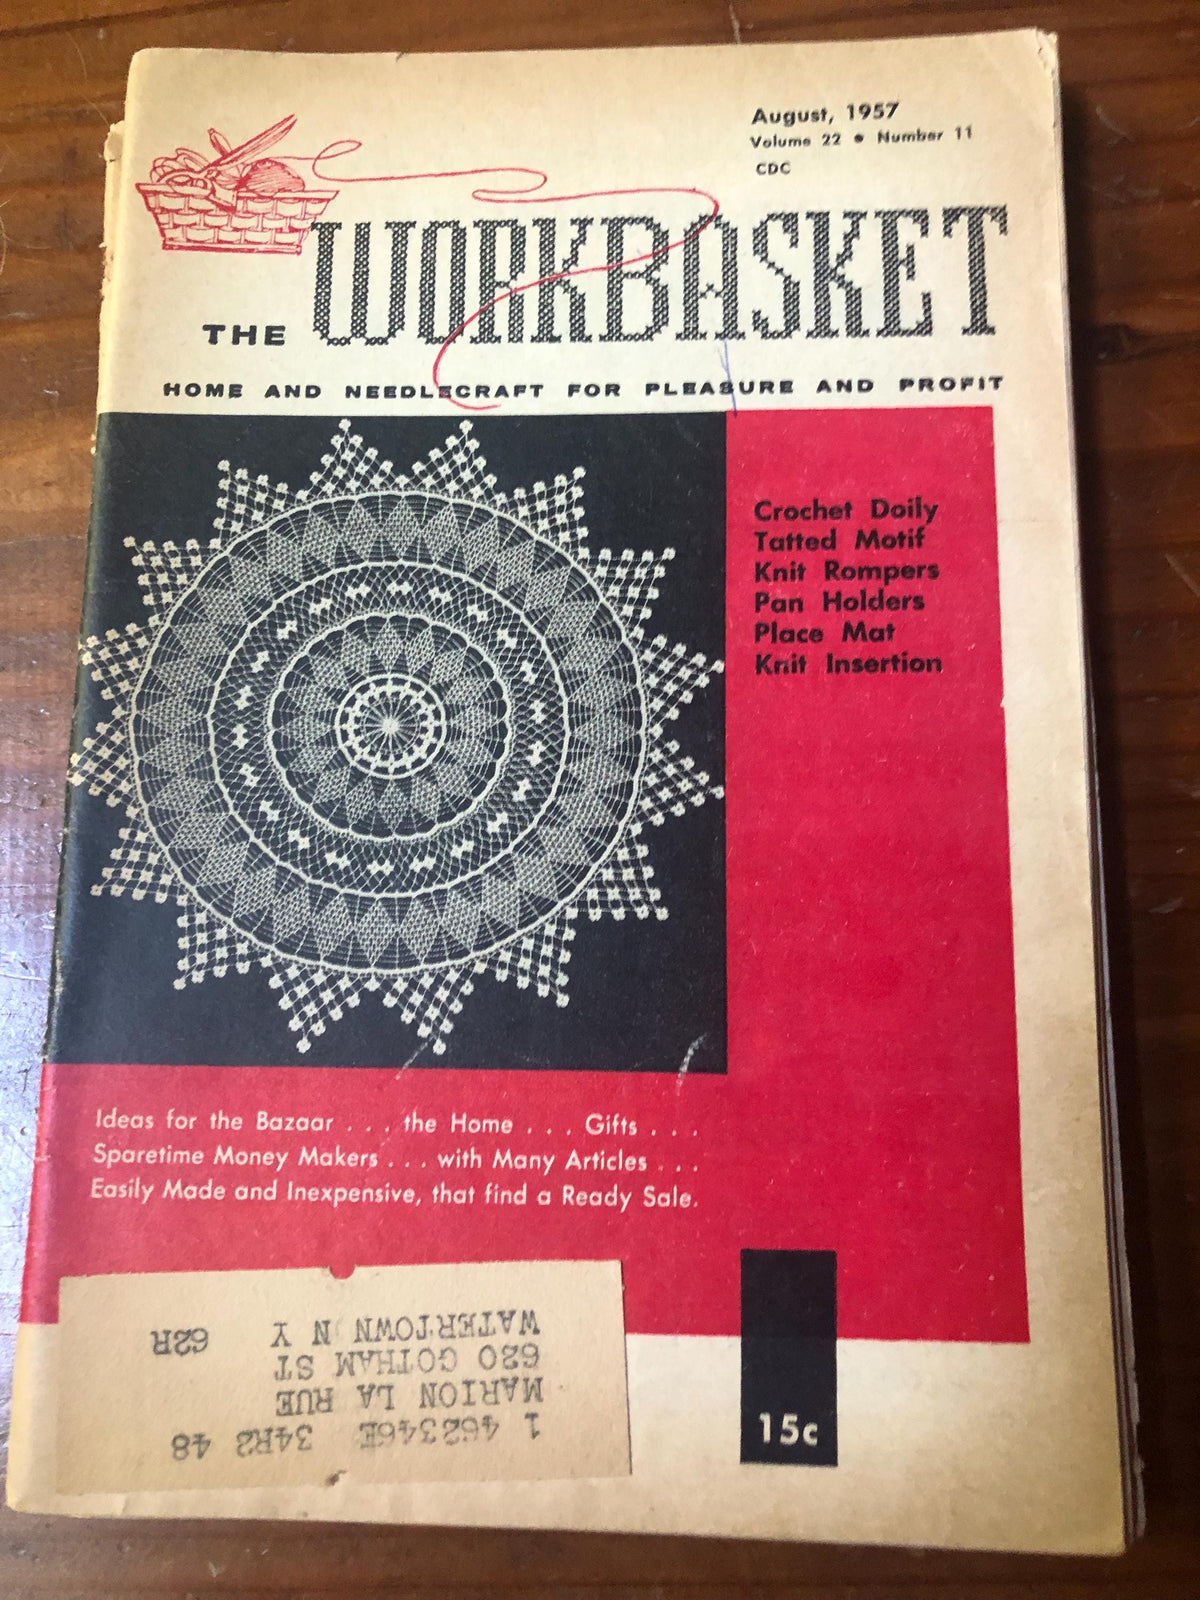 August, 1957
Volume 22 • Number 11
CDC
THE WORKBASKET
HOME AND NEEDLECRAFT FOR PLEASURE AND PROFIT
Crochet Doily
Tatted Motif
Knit Rompers
Pan Holders
Place Mat
Knit Insertion
Ideas for the Bazaar . . . the Home . . . Gifts . . .
Sparetime Money Makers . . . with Many Articles . . .
Easily Made and Inexpensive, that find a Ready Sale.
1 462346E 34R2 48
MARION LA RUE
620 GOTHAM ST
WATERTOWN N Y 62R
15c